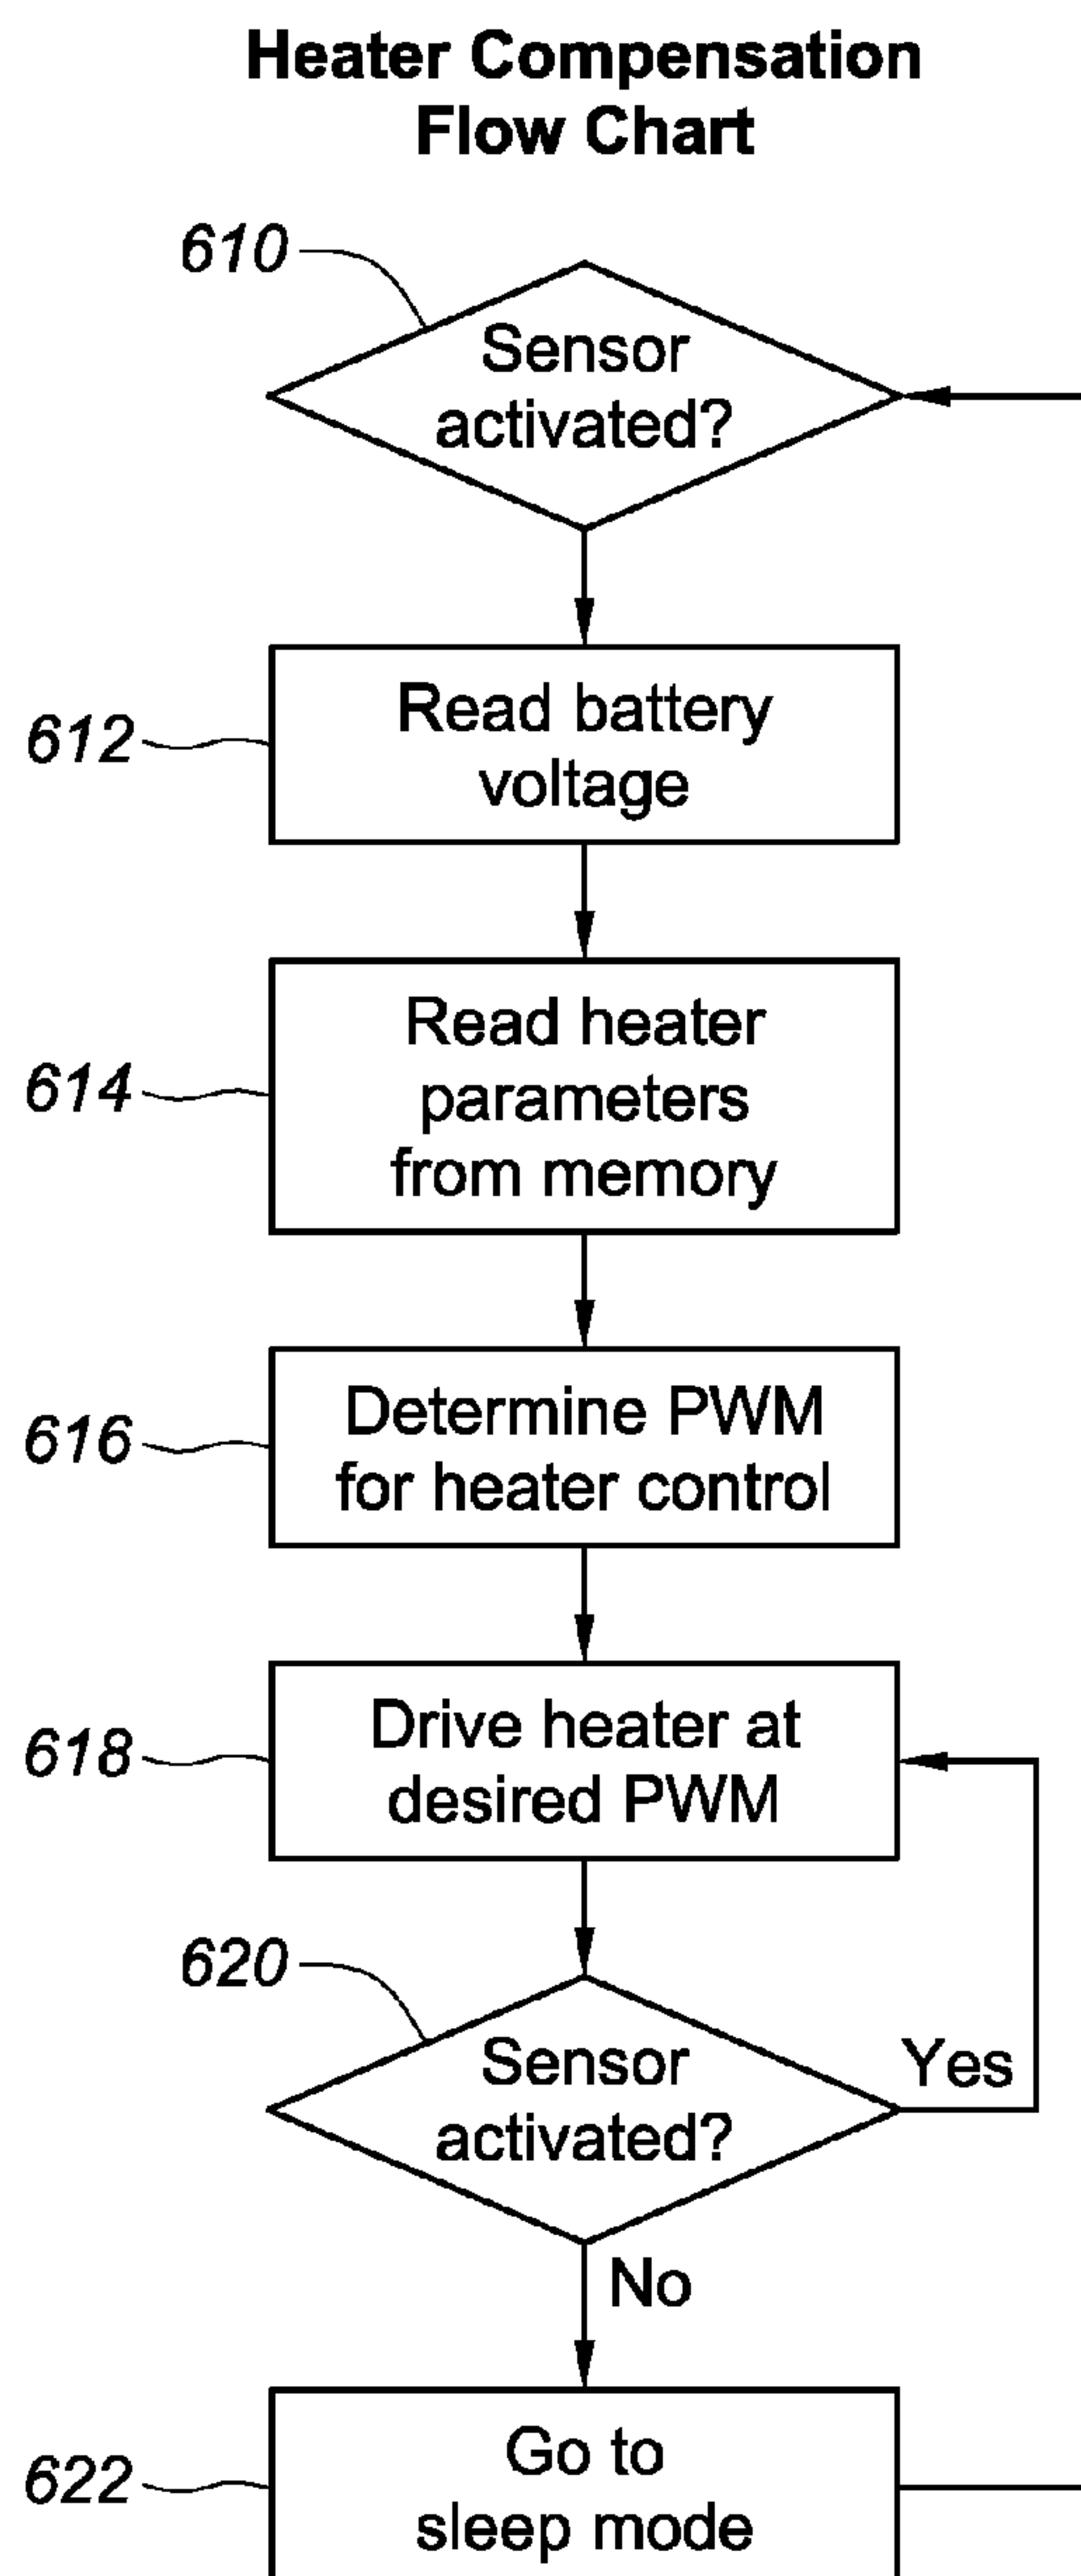 Heater Compensation
Flow Chart
610
Sensor
activated?
612
Read battery
voltage
614
Read heater
parameters
from memory
616
Determine PWM
for heater control
618
Drive heater at
desired PWM
620
Sensor
activated?
Yes
No
622
Go to
sleep mode